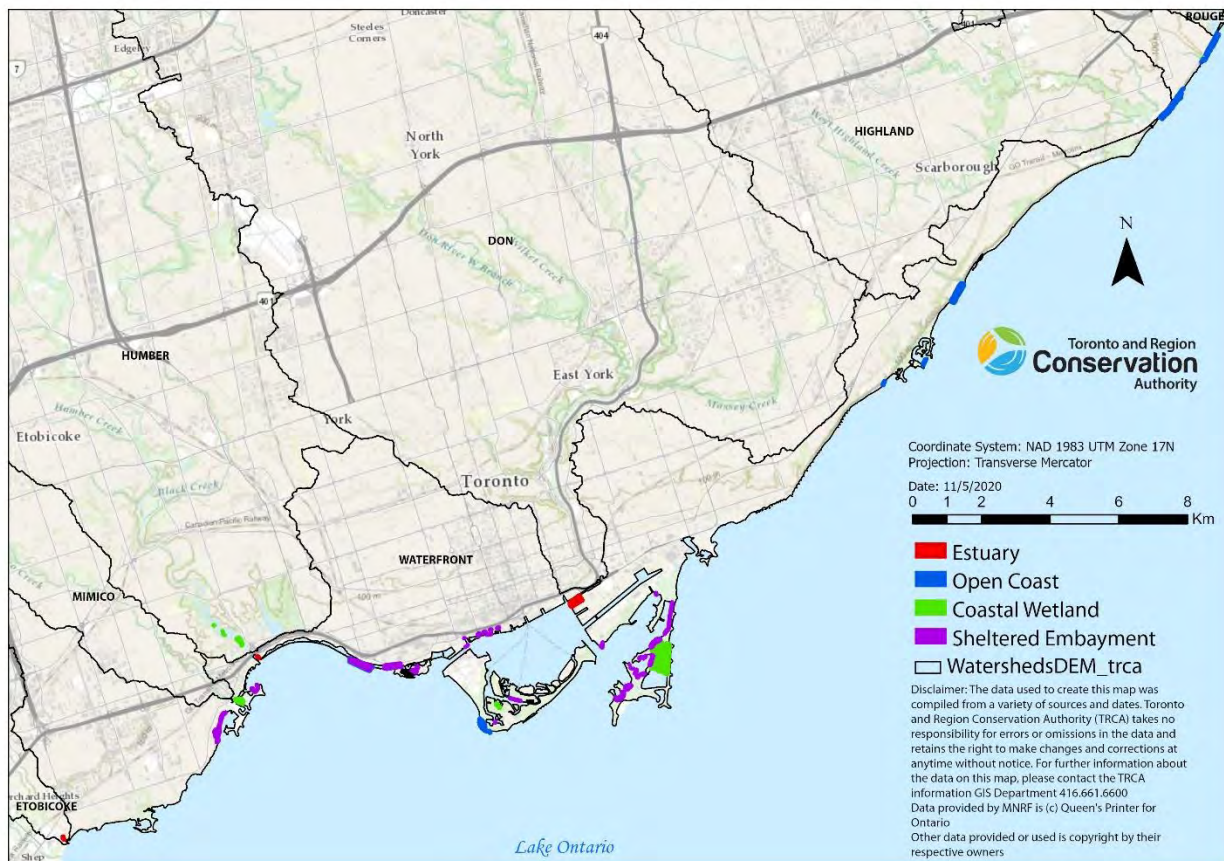 ROUGE
Doncaster
Steeles
Corners
Edgeley
404
401
7
HIGHLAND
West Highland Creek
North
York
Scarborough
GO Transit - Metrolinx
N
DON
Wilket Creek
Don River W Branch
401
Toronto and Region
Conservation
Authority
HUMBER
East York
Massey Creek
Humber Creek
York
Etobicoke
Black Creek
Toronto
100 m
Canadian Pacific Railway
Coordinate System: NAD 1983 UTM Zone 17N
Projection: Transverse Mercator
Date: 11/5/2020
0 1 2 4 6 8
Km
WATERFRONT
MIMICO
Estuary
Open Coast
Coastal Wetland
Sheltered Embayment
WatershedsDEM_trca
Disclaimer: The data used to create this map was
compiled from a variety of sources and dates. Toronto
and Region Conservation Authority (TRCA) takes no
responsibility for errors or omissions in the data and
retains the right to make changes and corrections at
anytime without notice. For further information about
the data on this map, please contact the TRCA
information GIS Department 416.661.6600
Data provided by MNRF is (c) Queen's Printer for
Ontario
Other data provided or used is copyright by their
respective owners
Heights
ETOBICOKE
Lake Ontario